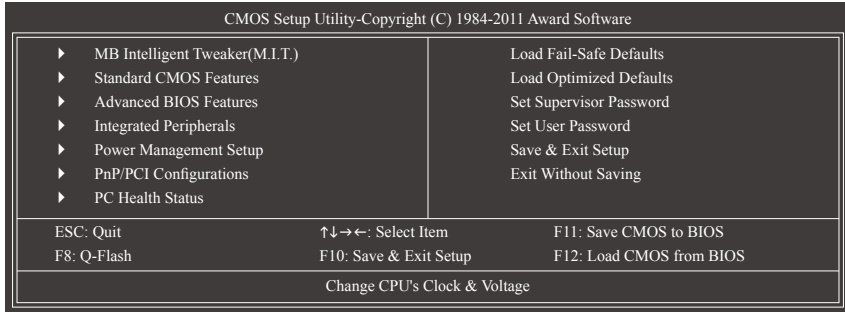 CMOS Setup Utility-Copyright (C) 1984-2011 Award Software
MB Intelligent Tweaker(M.I.T.)
Standard CMOS Features
Advanced BIOS Features
Integrated Peripherals
Power Management Setup
PnP/PCI Configurations
PC Health Status
Load Fail-Safe Defaults
Load Optimized Defaults
Set Supervisor Password
Set User Password
Save & Exit Setup
Exit Without Saving
ESC: Quit ↑↓→←: Select Item F11: Save CMOS to BIOS
F8: Q-Flash F10: Save & Exit Setup F12: Load CMOS from BIOS
Change CPU's Clock & Voltage